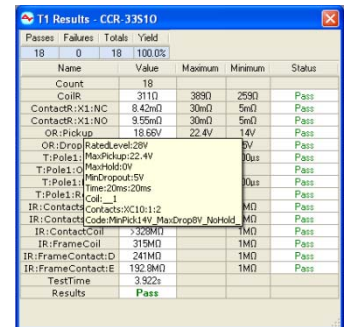 T1 Results - CCR-33S10
Passes Failures Totals Yield
18 0 18 100.0%
Name Value Maximum Minimum Status
Count 18
CoilR 311Ω 389Ω 259Ω Pass
ContactR:X1:NC 8.42mΩ 30mΩ 5mΩ Pass
ContactR:X1:NO 9.55mΩ 30mΩ 5mΩ Pass
OR:Pickup 18.66V 22.4V 14V Pass
OR:Drop 5V Pass
RatedLevel:28V
MaxPickup:22.4V
MaxHold:0V
MinDropout:5V
Time:20ms:20ms
Coil:__1
Contacts:XC10:1:2
Code:MinPick14V_MaxDrop8V_NoHold_
T:Pole1: 00µs Pass
T:Pole1:O Pass
T:Pole1: 00µs Pass
T:Pole1:R Pass
IR:Contacts MΩ Pass
IR:Contacts MΩ Pass
IR:ContactCoil >328MΩ 1MΩ Pass
IR:FrameCoil 315MΩ 1MΩ Pass
IR:FrameContact:D 241MΩ 1MΩ Pass
IR:FrameContact:E 192.8MΩ 1MΩ Pass
TestTime 3.922s
Results Pass